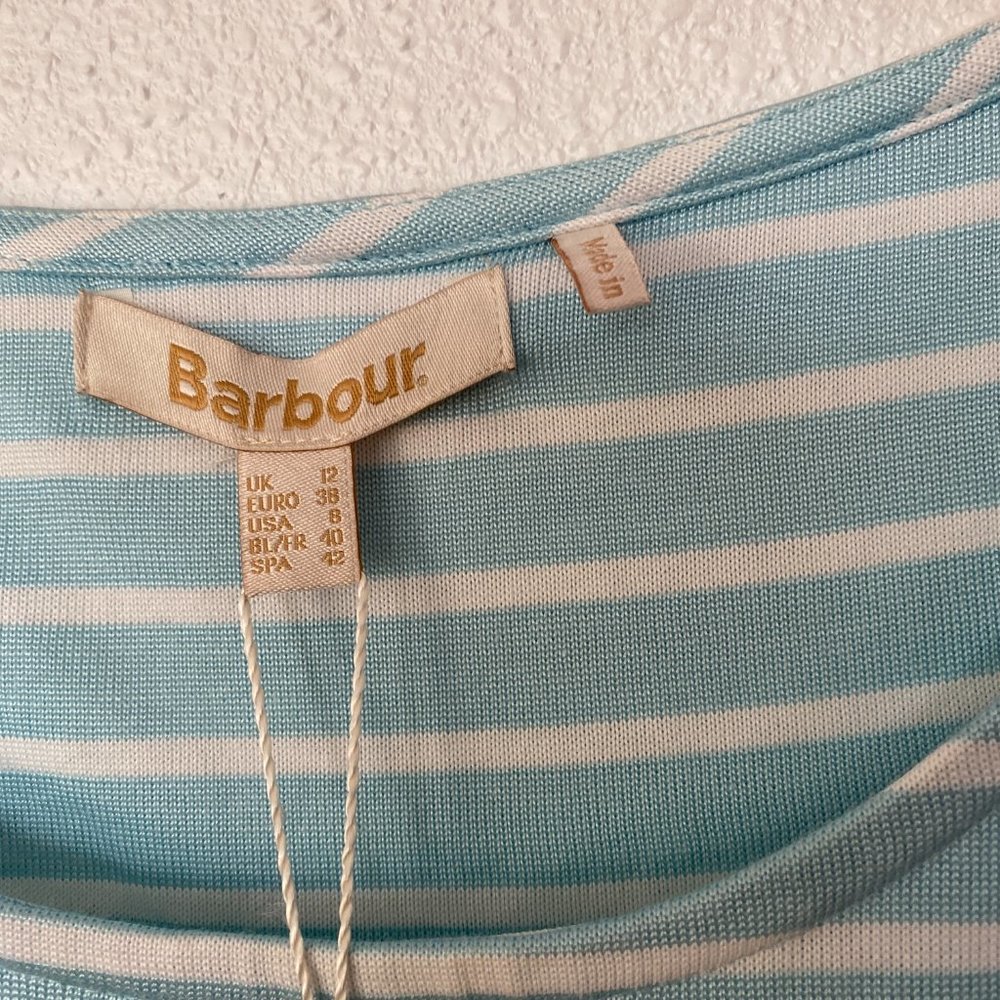 Barbour
Made in
UK 12
EURO 38
USA 8
BL/FR 40
SPA 42